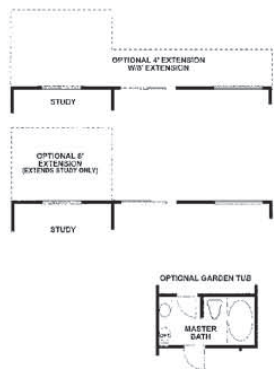 OPTIONAL 4' EXTENSION
W/8' EXTENSION
STUDY
OPTIONAL 8'
EXTENSION
(EXTENDS STUDY ONLY)
STUDY
OPTIONAL GARDEN TUB
MASTER
BATH